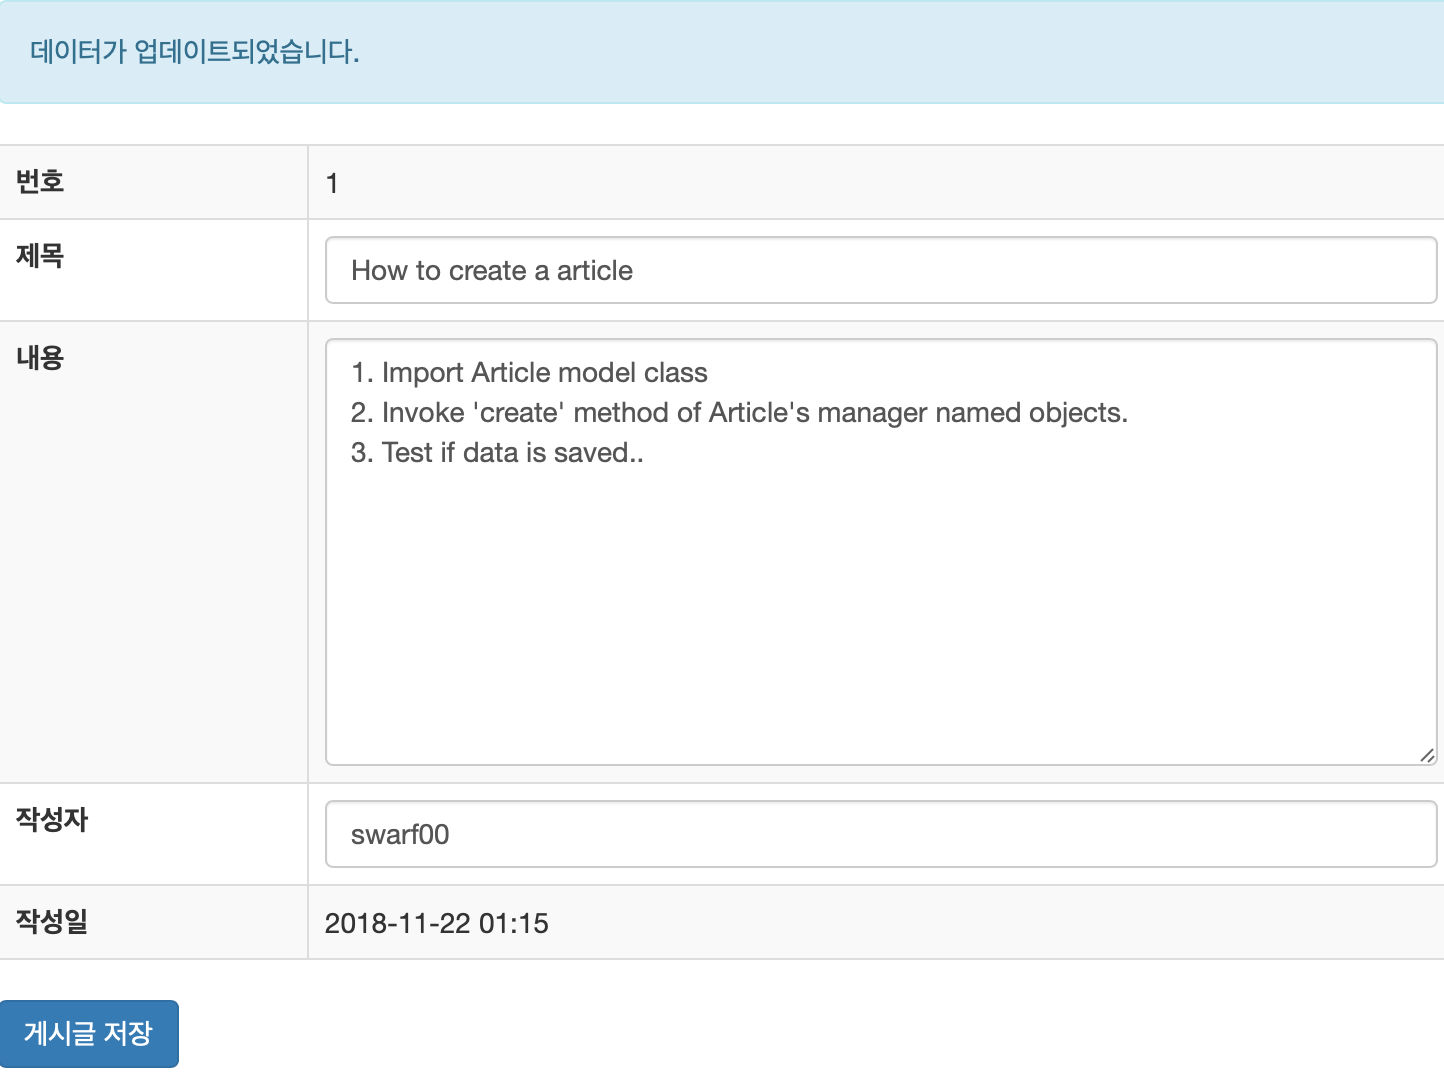 데이터가 업데이트되었습니다.
번호 1
제목 How to create a article
내용 1. Import Article model class
2. Invoke 'create' method of Article's manager named objects.
3. Test if data is saved..
작성자 swarf00
작성일 2018-11-22 01:15
게시글 저장